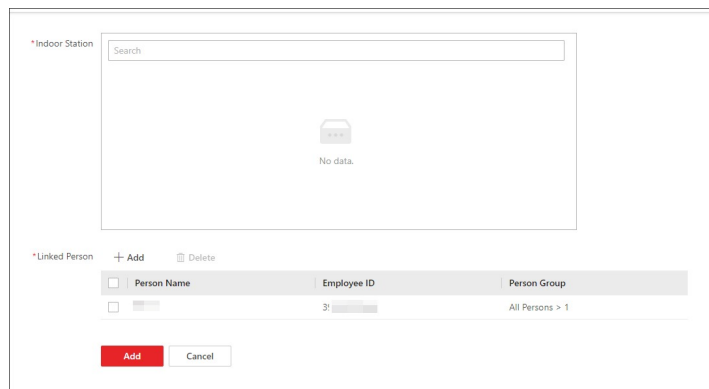 *Indoor Station
Search
No data.
*Linked Person
+ Add
Delete
Person Name Employee ID Person Group
All Persons > 1
Add Cancel